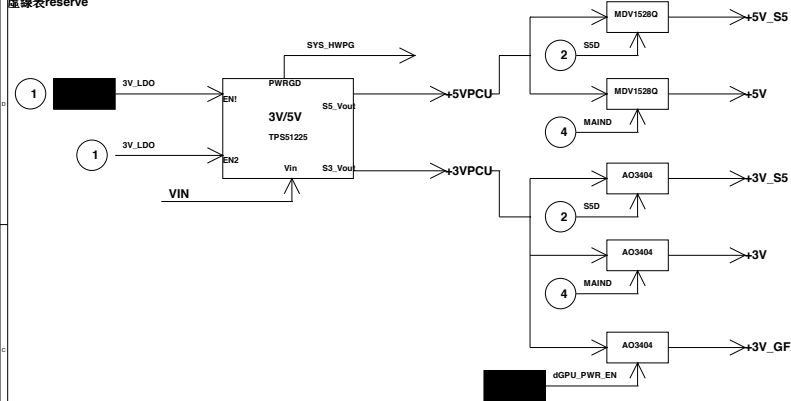 虛線表reserve
SYS_HWPG
1
3V_LDO
PWRGD
EN!
S5_Vout
3V/5V
TPS51225
1
3V_LDO
EN2
Vin
S3_Vout
VIN
+5VPCU
+3VPCU
MDV1528Q
+5V_S5
2
S5D
MDV1528Q
+5V
4
MAIND
AO3404
+3V_S5
2
S5D
AO3404
+3V
4
MAIND
AO3404
+3V_GF
dGPU_PWR_EN
D
C